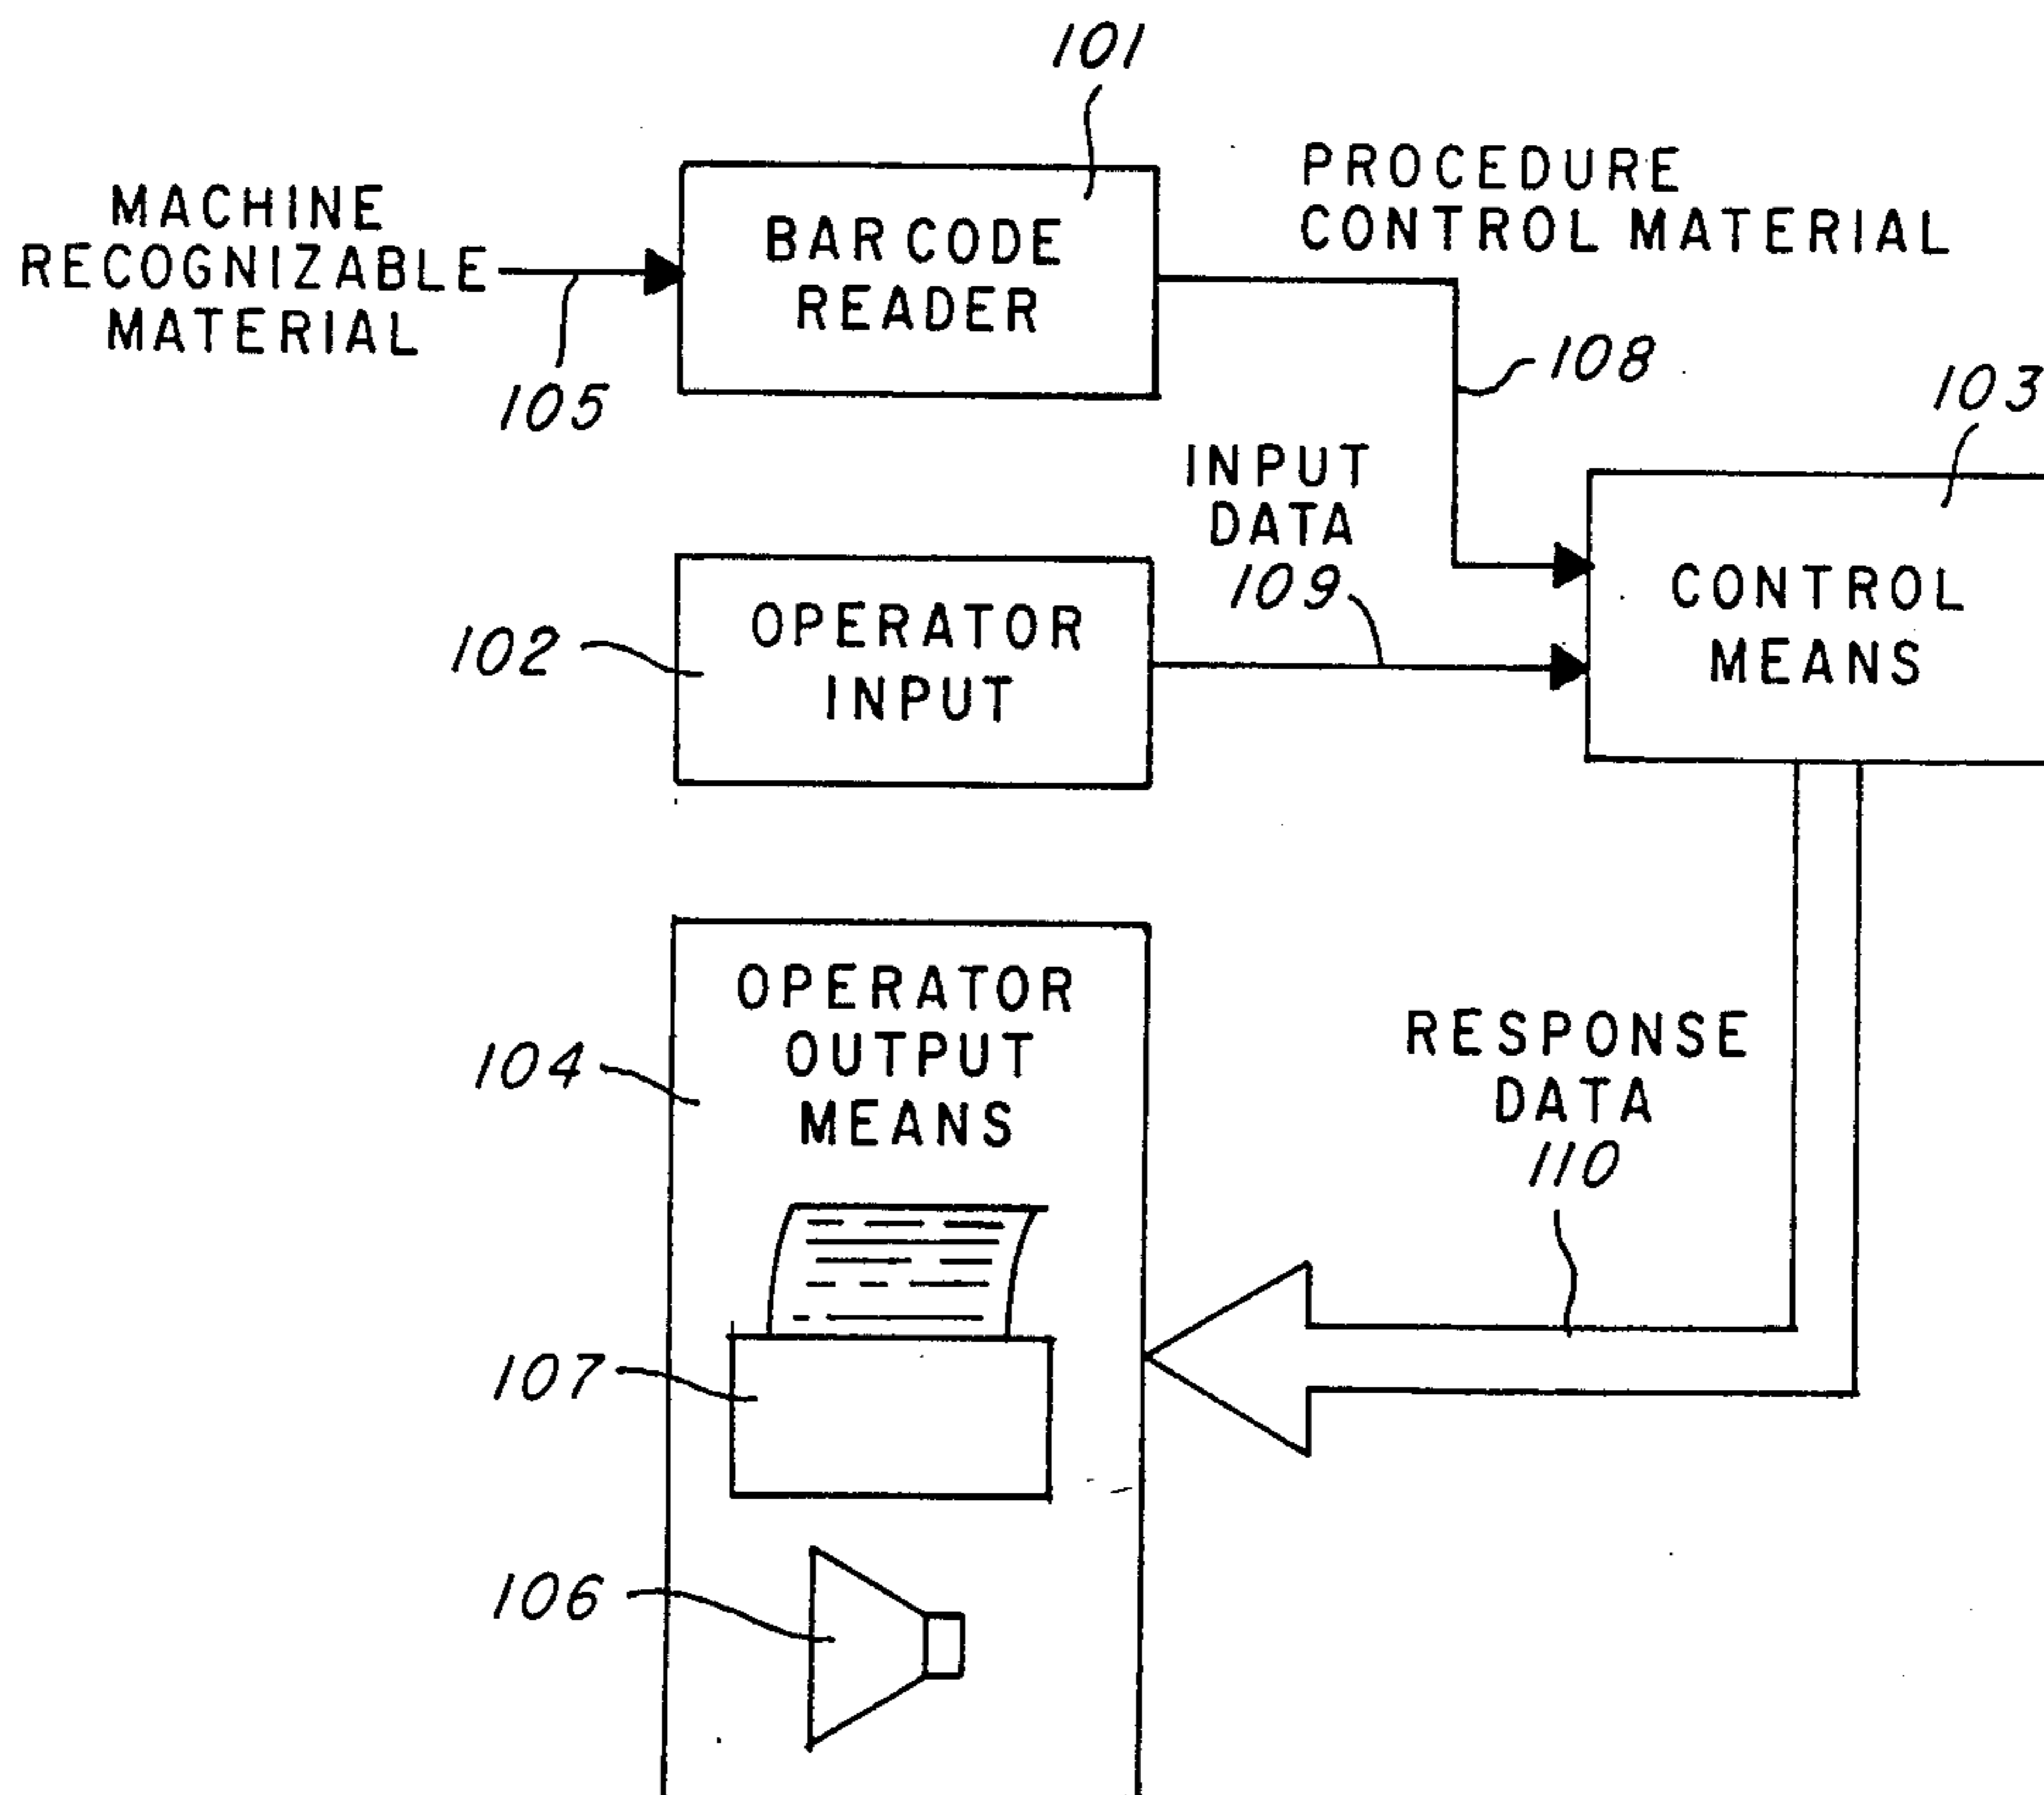 101
MACHINE
RECOGNIZABLE
MATERIAL
105
BAR CODE
READER
PROCEDURE
CONTROL MATERIAL
108
103
INPUT
DATA
109
102
OPERATOR
INPUT
CONTROL
MEANS
104
OPERATOR
OUTPUT
MEANS
RESPONSE
DATA
110
107
106